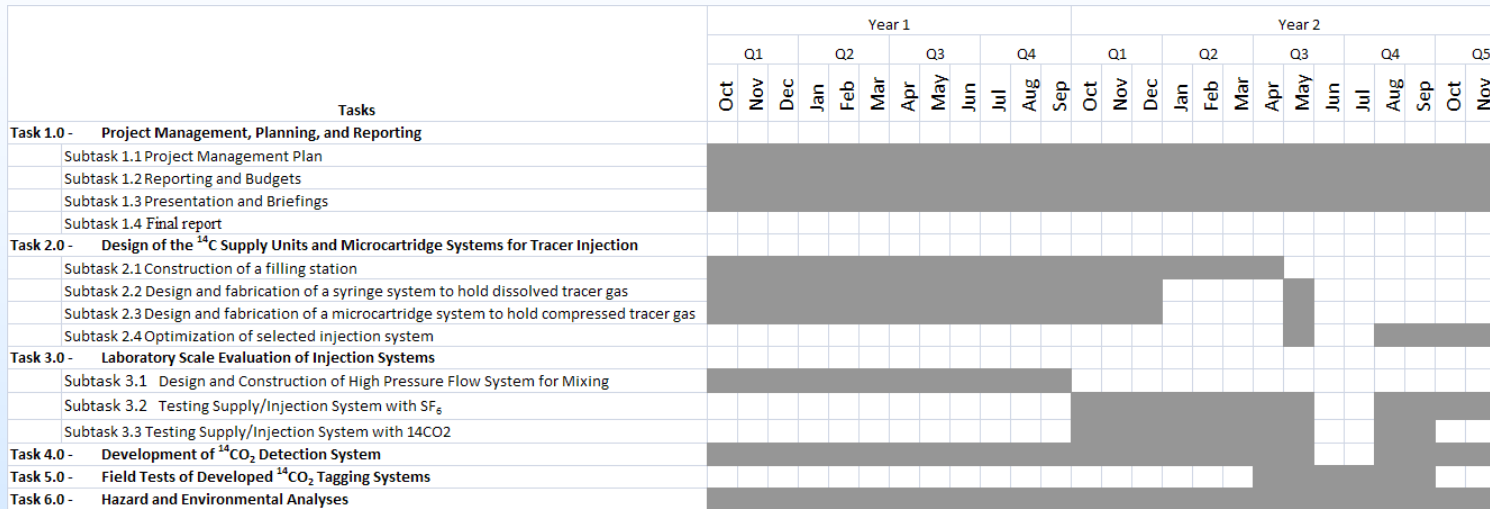 Year 1 Year 2
Q1 Q2 Q3 Q4 Q1 Q2 Q3 Q4 Q5
Tasks Oct Nov Dec Jan Feb Mar Apr May Jun Jul Aug Sep Oct Nov Dec Jan Feb Mar Apr May Jun Jul Aug Sep Oct Nov
Task 1.0 - Project Management, Planning, and Reporting
Subtask 1.1 Project Management Plan
Subtask 1.2 Reporting and Budgets
Subtask 1.3 Presentation and Briefings
Subtask 1.4 Final report
Task 2.0 - Design of the ¹⁴C Supply Units and Microcartridge Systems for Tracer Injection
Subtask 2.1 Construction of a filling station
Subtask 2.2 Design and fabrication of a syringe system to hold dissolved tracer gas
Subtask 2.3 Design and fabrication of a microcartridge system to hold compressed tracer gas
Subtask 2.4 Optimization of selected injection system
Task 3.0 - Laboratory Scale Evaluation of Injection Systems
Subtask 3.1 Design and Construction of High Pressure Flow System for Mixing
Subtask 3.2 Testing Supply/Injection System with SF₆
Subtask 3.3 Testing Supply/Injection System with 14CO2
Task 4.0 - Development of ¹⁴CO₂ Detection System
Task 5.0 - Field Tests of Developed ¹⁴CO₂ Tagging Systems
Task 6.0 - Hazard and Environmental Analyses